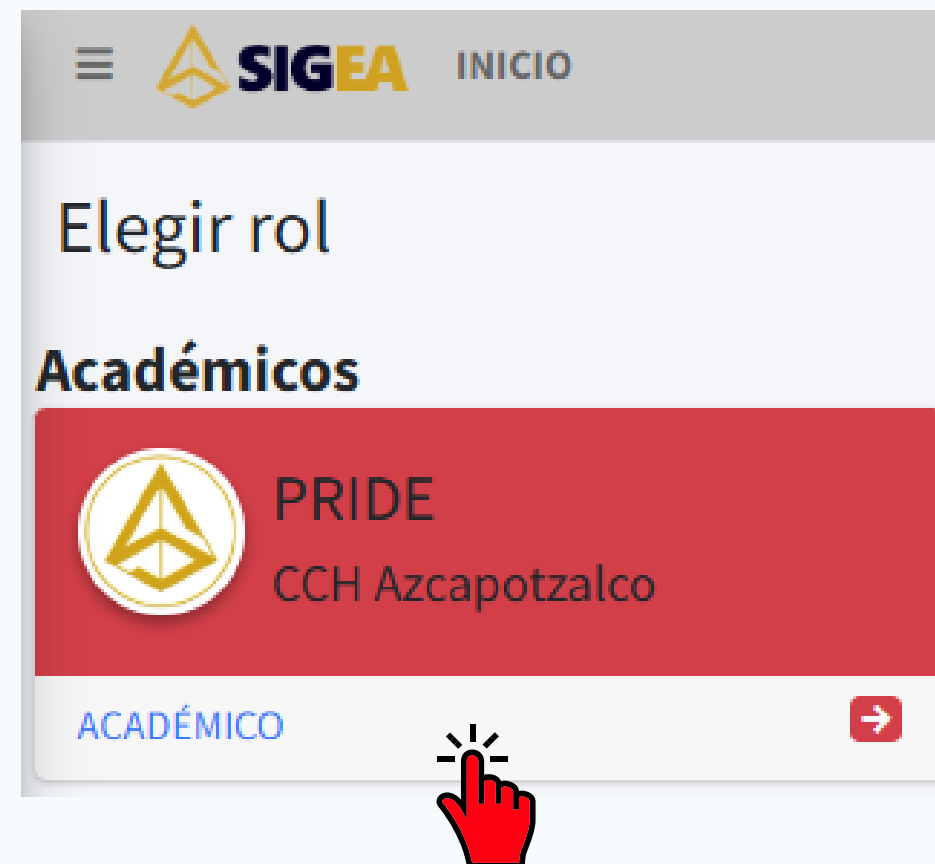 SIGEA INICIO
Elegir rol
Académicos
PRIDE
CCH Azcapotzalco
ACADÉMICO